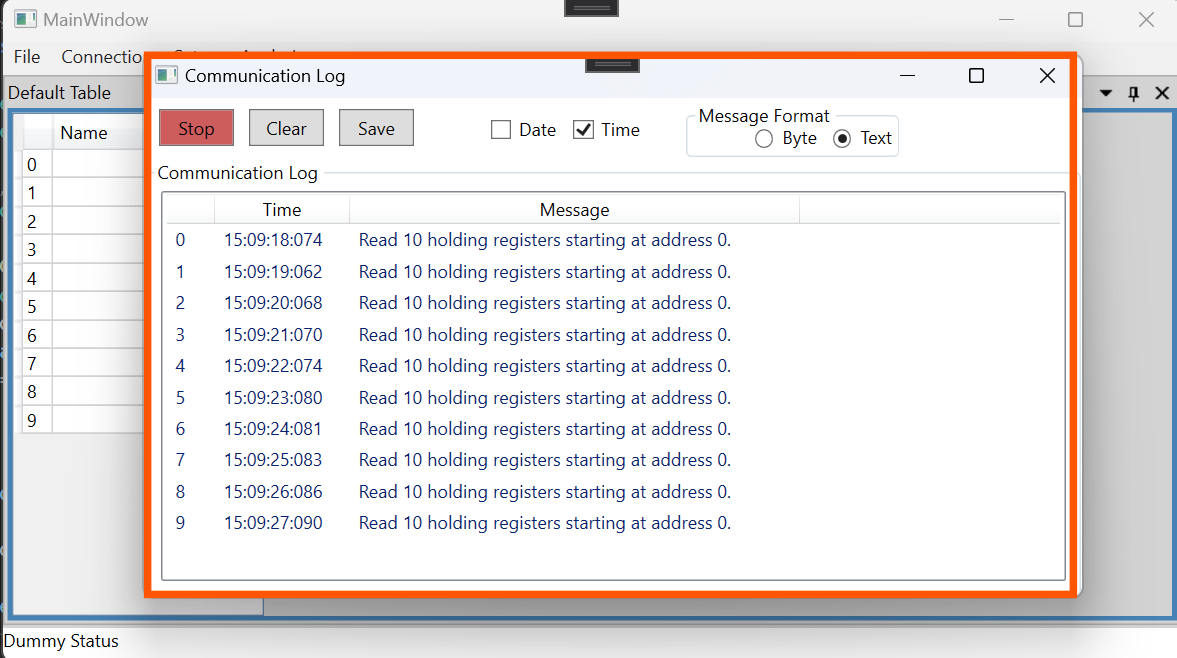 MainWindow
File Connectio
Default Table
Name
0
1
2
3
4
5
6
7
8
9
Communication Log
Stop Clear Save Date Time
Message Format
Byte Text
Communication Log
Time Message
0 15:09:18:074 Read 10 holding registers starting at address 0.
1 15:09:19:062 Read 10 holding registers starting at address 0.
2 15:09:20:068 Read 10 holding registers starting at address 0.
3 15:09:21:070 Read 10 holding registers starting at address 0.
4 15:09:22:074 Read 10 holding registers starting at address 0.
5 15:09:23:080 Read 10 holding registers starting at address 0.
6 15:09:24:081 Read 10 holding registers starting at address 0.
7 15:09:25:083 Read 10 holding registers starting at address 0.
8 15:09:26:086 Read 10 holding registers starting at address 0.
9 15:09:27:090 Read 10 holding registers starting at address 0.
Dummy Status